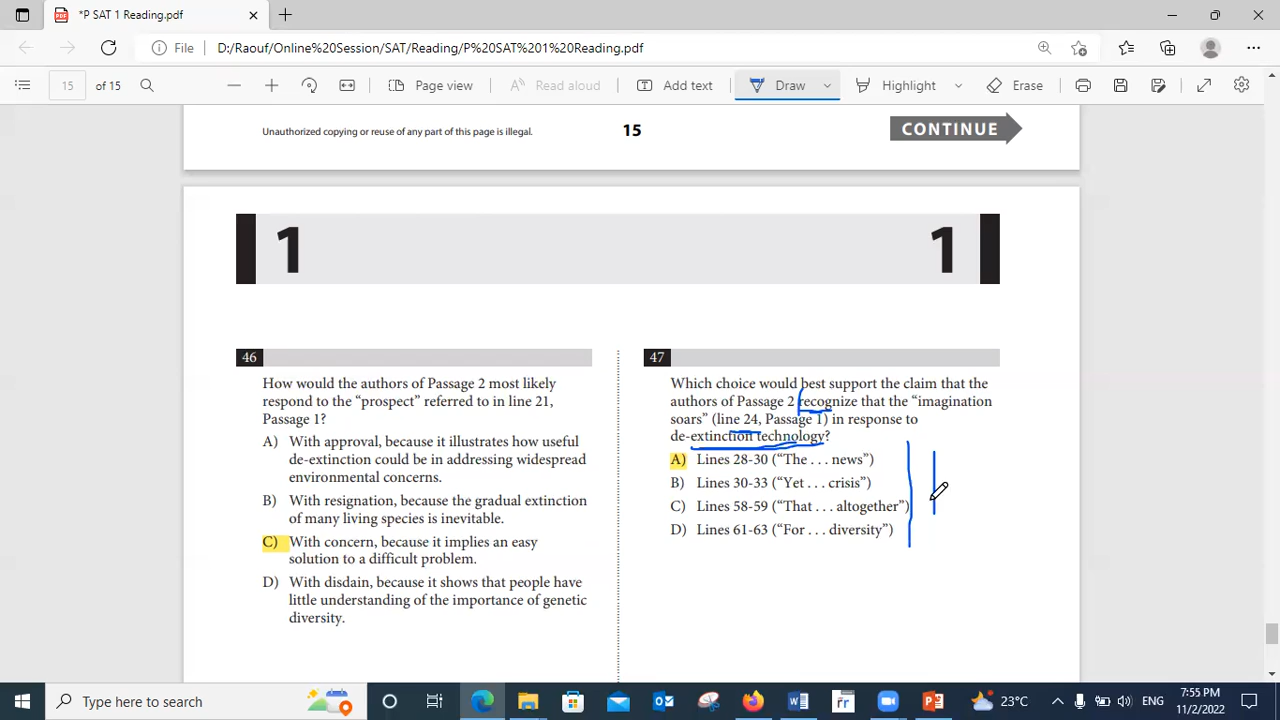 *P SAT 1 Reading.pdf
File
D:/Raouf/Online%20Session/SAT/Reading/P%20SAT%201%20Reading.pdf
15 of 15
Page view
Read aloud
Add text
Draw
Highlight
Erase
Unauthorized copying or reuse of any part of this page is illegal.
15
CONTINUE
1
1
46
How would the authors of Passage 2 most likely
respond to the “prospect” referred to in line 21,
Passage 1?
A) With approval, because it illustrates how useful
de-extinction could be in addressing widespread
environmental concerns.
B) With resignation, because the gradual extinction
of many living species is inevitable.
C) With concern, because it implies an easy
solution to a difficult problem.
D) With disdain, because it shows that people have
little understanding of the importance of genetic
diversity.
47
Which choice would best support the claim that the
authors of Passage 2 recognize that the “imagination
soars” (line 24, Passage 1) in response to
de-extinction technology?
A) Lines 28-30 (“The . . . news”)
B) Lines 30-33 (“Yet . . . crisis”)
C) Lines 58-59 (“That . . . altogether”)
D) Lines 61-63 (“For . . . diversity”)
Type here to search
23°C
ENG
7:55 PM
11/2/2022